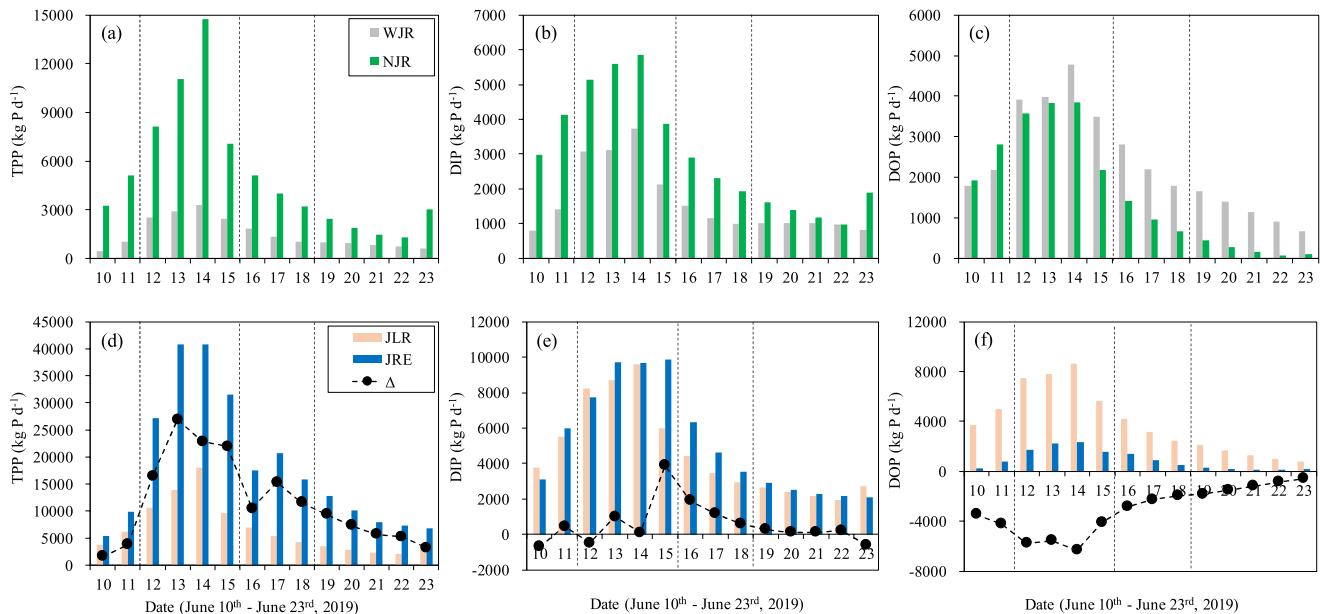 (a)
WJR
NJR
TPP (kg P d-1)
15000
12000
9000
6000
3000
0
10 11 12 13 14 15 16 17 18 19 20 21 22 23
(b)
DIP (kg P d-1)
7000
6000
5000
4000
3000
2000
1000
0
10 11 12 13 14 15 16 17 18 19 20 21 22 23
(c)
DOP (kg P d-1)
6000
5000
4000
3000
2000
1000
0
10 11 12 13 14 15 16 17 18 19 20 21 22 23
(d)
JLR
JRE
Δ
TPP (kg P d-1)
45000
40000
35000
30000
25000
20000
15000
10000
5000
0
10 11 12 13 14 15 16 17 18 19 20 21 22 23
Date (June 10th - June 23rd, 2019)
(e)
DIP (kg P d-1)
12000
10000
8000
6000
4000
2000
0
-2000
10 11 12 13 14 15 16 17 18 19 20 21 22 23
Date (June 10th - June 23rd, 2019)
(f)
DOP (kg P d-1)
12000
8000
4000
0
-4000
-8000
10 11 12 13 14 15 16 17 18 19 20 21 22 23
Date (June 10th - June 23rd, 2019)